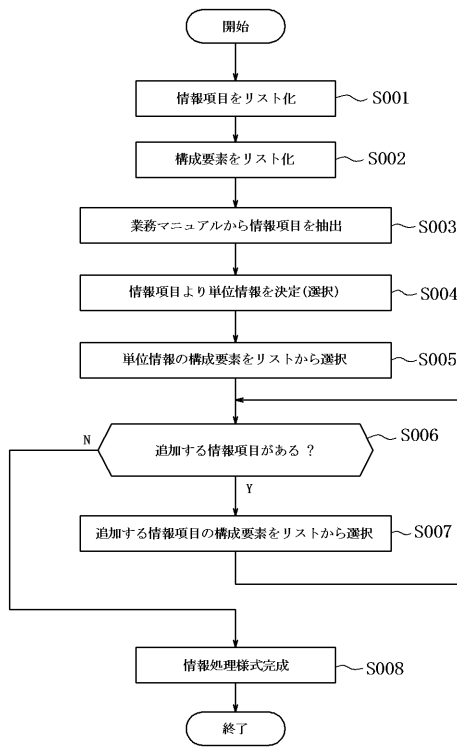 開始
情報項目をリスト化
S001
構成要素をリスト化
S002
業務マニュアルから情報項目を抽出
S003
情報項目より単位情報を決定(選択)
S004
単位情報の構成要素をリストから選択
S005
追加する情報項目がある ?
S006
N
Y
追加する情報項目の構成要素をリストから選択
S007
情報処理様式完成
S008
終了